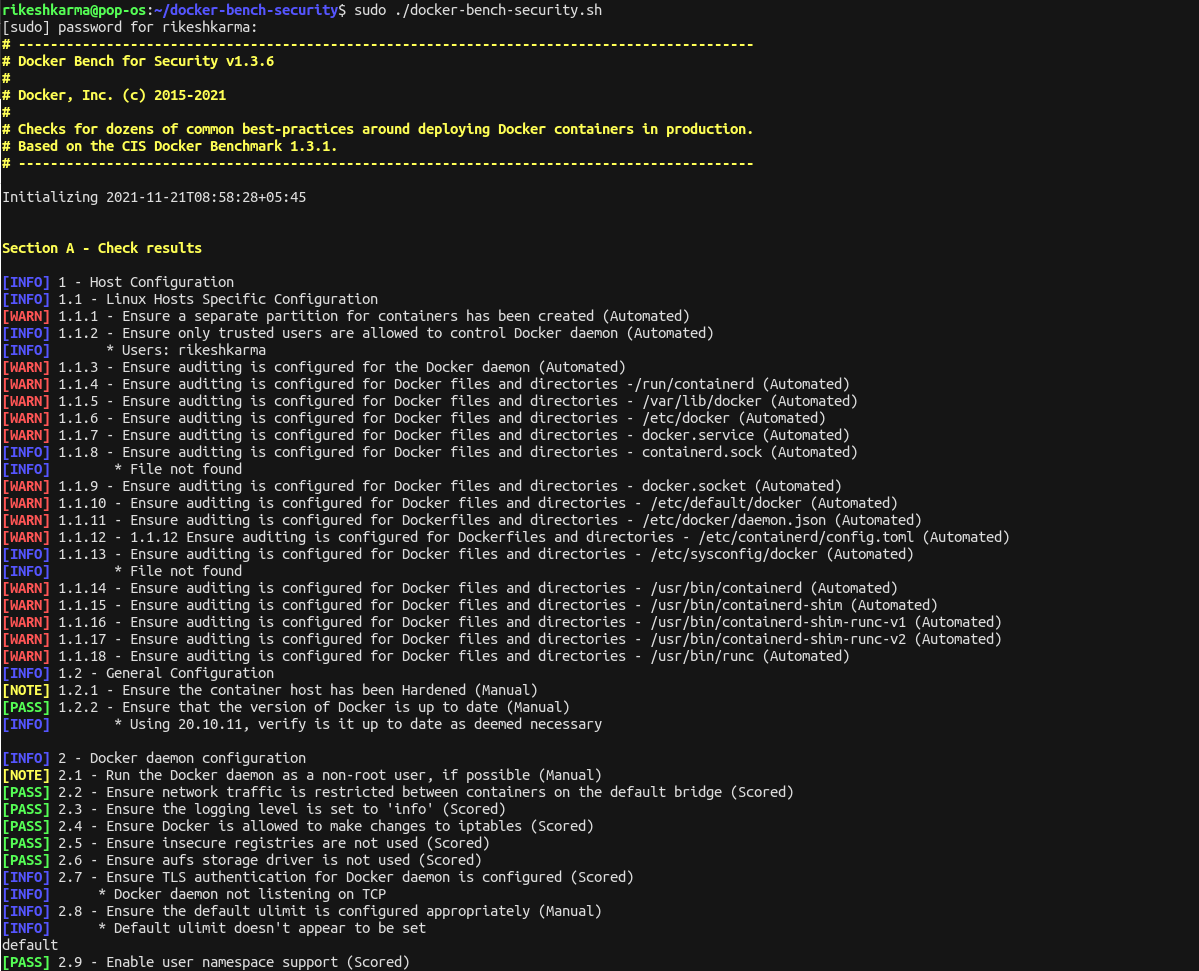 rikeshkarma@pop-os:~/docker-bench-security$ sudo ./docker-bench-security.sh
[sudo] password for rikeshkarma:
# --------------------------------------------------------------------------------------------
# Docker Bench for Security v1.3.6
#
# Docker, Inc. (c) 2015-2021
#
# Checks for dozens of common best-practices around deploying Docker containers in production.
# Based on the CIS Docker Benchmark 1.3.1.
# --------------------------------------------------------------------------------------------
Initializing 2021-11-21T08:58:28+05:45
Section A - Check results
[INFO] 1 - Host Configuration
[INFO] 1.1 - Linux Hosts Specific Configuration
[WARN] 1.1.1 - Ensure a separate partition for containers has been created (Automated)
[INFO] 1.1.2 - Ensure only trusted users are allowed to control Docker daemon (Automated)
[INFO]       * Users: rikeshkarma
[WARN] 1.1.3 - Ensure auditing is configured for the Docker daemon (Automated)
[WARN] 1.1.4 - Ensure auditing is configured for Docker files and directories -/run/containerd (Automated)
[WARN] 1.1.5 - Ensure auditing is configured for Docker files and directories - /var/lib/docker (Automated)
[WARN] 1.1.6 - Ensure auditing is configured for Docker files and directories - /etc/docker (Automated)
[WARN] 1.1.7 - Ensure auditing is configured for Docker files and directories - docker.service (Automated)
[INFO] 1.1.8 - Ensure auditing is configured for Docker files and directories - containerd.sock (Automated)
[INFO]        * File not found
[WARN] 1.1.9 - Ensure auditing is configured for Docker files and directories - docker.socket (Automated)
[WARN] 1.1.10 - Ensure auditing is configured for Docker files and directories - /etc/default/docker (Automated)
[WARN] 1.1.11 - Ensure auditing is configured for Dockerfiles and directories - /etc/docker/daemon.json (Automated)
[WARN] 1.1.12 - 1.1.12 Ensure auditing is configured for Dockerfiles and directories - /etc/containerd/config.toml (Automated)
[INFO] 1.1.13 - Ensure auditing is configured for Docker files and directories - /etc/sysconfig/docker (Automated)
[INFO]        * File not found
[WARN] 1.1.14 - Ensure auditing is configured for Docker files and directories - /usr/bin/containerd (Automated)
[WARN] 1.1.15 - Ensure auditing is configured for Docker files and directories - /usr/bin/containerd-shim (Automated)
[WARN] 1.1.16 - Ensure auditing is configured for Docker files and directories - /usr/bin/containerd-shim-runc-v1 (Automated)
[WARN] 1.1.17 - Ensure auditing is configured for Docker files and directories - /usr/bin/containerd-shim-runc-v2 (Automated)
[WARN] 1.1.18 - Ensure auditing is configured for Docker files and directories - /usr/bin/runc (Automated)
[INFO] 1.2 - General Configuration
[NOTE] 1.2.1 - Ensure the container host has been Hardened (Manual)
[PASS] 1.2.2 - Ensure that the version of Docker is up to date (Manual)
[INFO]        * Using 20.10.11, verify is it up to date as deemed necessary
[INFO] 2 - Docker daemon configuration
[NOTE] 2.1 - Run the Docker daemon as a non-root user, if possible (Manual)
[PASS] 2.2 - Ensure network traffic is restricted between containers on the default bridge (Scored)
[PASS] 2.3 - Ensure the logging level is set to 'info' (Scored)
[PASS] 2.4 - Ensure Docker is allowed to make changes to iptables (Scored)
[PASS] 2.5 - Ensure insecure registries are not used (Scored)
[PASS] 2.6 - Ensure aufs storage driver is not used (Scored)
[INFO] 2.7 - Ensure TLS authentication for Docker daemon is configured (Scored)
[INFO]      * Docker daemon not listening on TCP
[INFO] 2.8 - Ensure the default ulimit is configured appropriately (Manual)
[INFO]      * Default ulimit doesn't appear to be set
default
[PASS] 2.9 - Enable user namespace support (Scored)